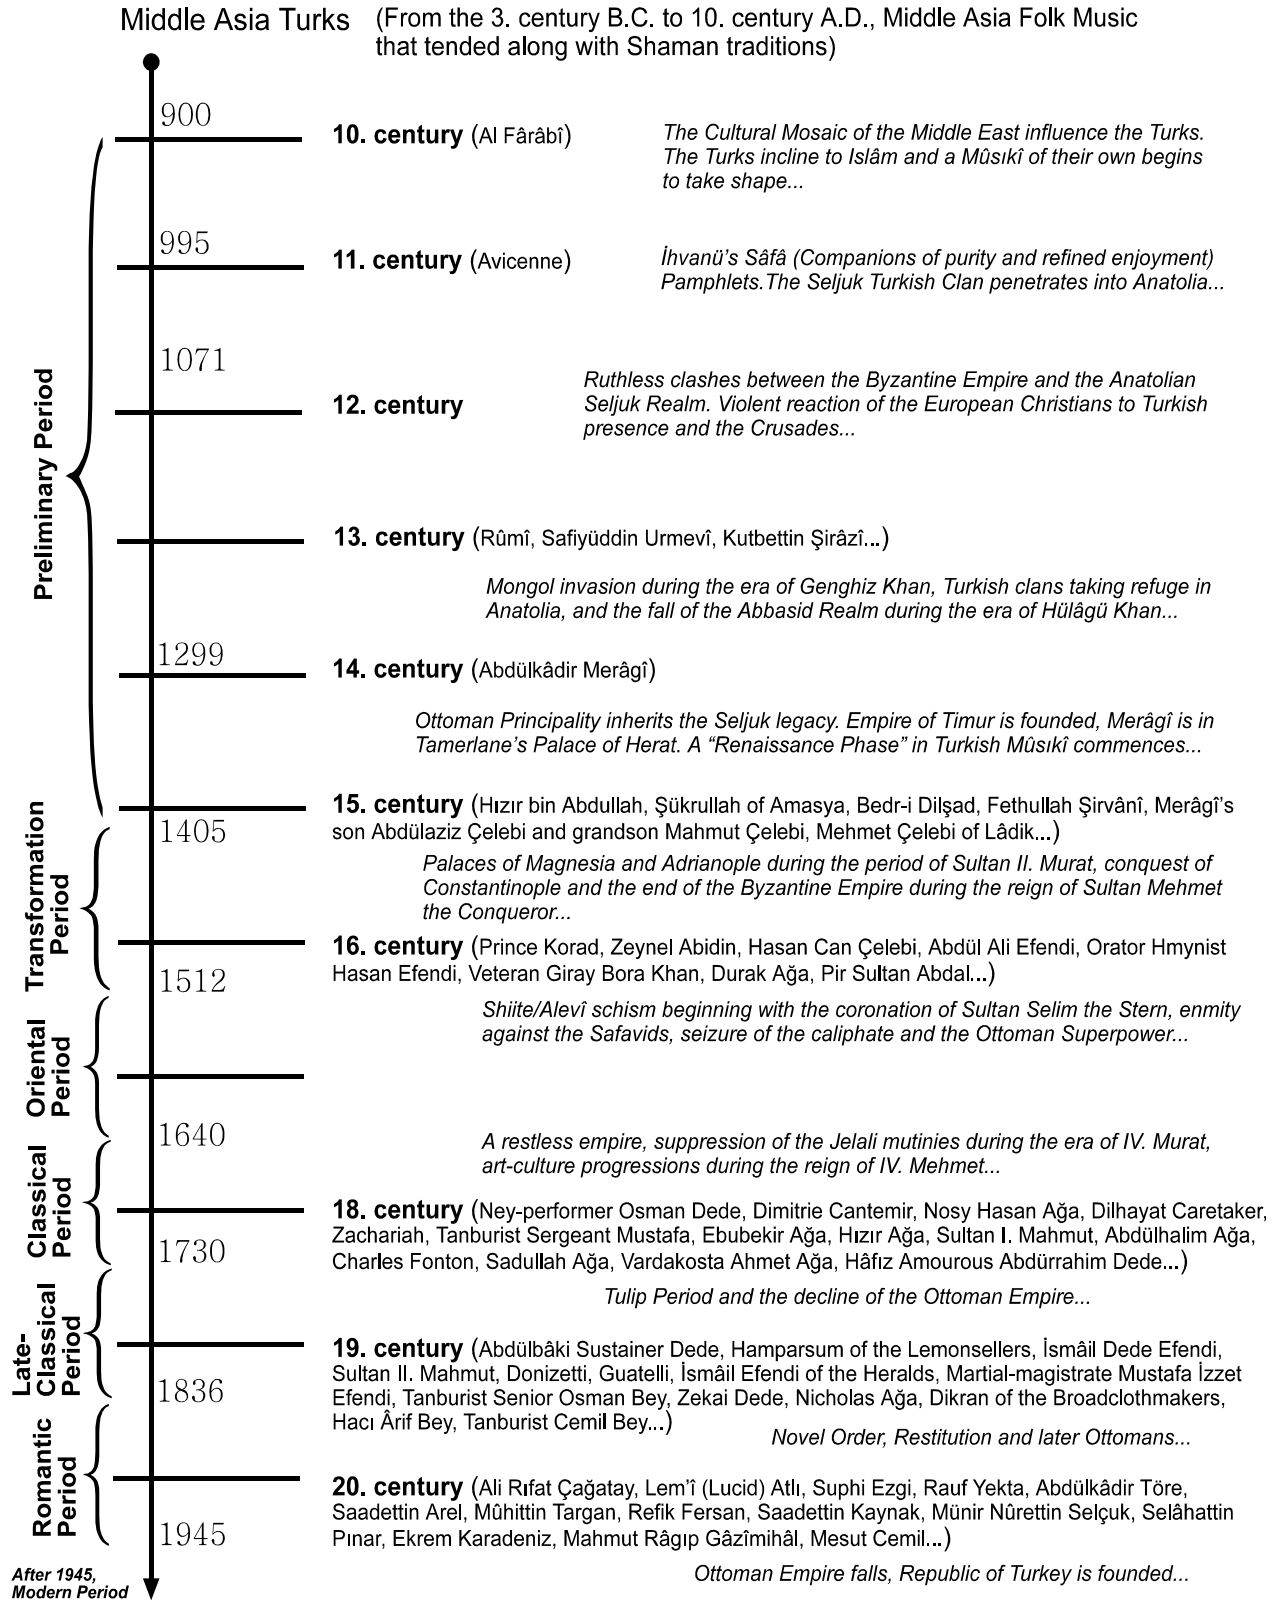 Middle Asia Turks (From the 3. century B.C. to 10. century A.D., Middle Asia Folk Music
that tended along with Shaman traditions)
900
10. century (Al Fârâbî)
The Cultural Mosaic of the Middle East influence the Turks.
The Turks incline to Islâm and a Mûsıkî of their own begins
to take shape...
995
11. century (Avicenne)
İhvanü's Sâfâ (Companions of purity and refined enjoyment)
Pamphlets.The Seljuk Turkish Clan penetrates into Anatolia...
1071
12. century
Ruthless clashes between the Byzantine Empire and the Anatolian
Seljuk Realm. Violent reaction of the European Christians to Turkish
presence and the Crusades...
Preliminary Period
13. century (Rûmî, Safiyüddin Urmevî, Kutbettin Şirâzî...)
Mongol invasion during the era of Genghiz Khan, Turkish clans taking refuge in
Anatolia, and the fall of the Abbasid Realm during the era of Hülâgü Khan...
1299
14. century (Abdülkâdir Merâgî)
Ottoman Principality inherits the Seljuk legacy. Empire of Timur is founded, Merâgî is in
Tamerlane's Palace of Herat. A “Renaissance Phase” in Turkish Mûsıkî commences...
15. century (Hızır bin Abdullah, Şükrullah of Amasya, Bedr-i Dilşad, Fethullah Şirvânî, Merâgî's
son Abdülaziz Çelebi and grandson Mahmut Çelebi, Mehmet Çelebi of Lâdik...)
1405
Palaces of Magnesia and Adrianople during the period of Sultan II. Murat, conquest of
Constantinople and the end of the Byzantine Empire during the reign of Sultan Mehmet
the Conqueror...
Transformation
Period
16. century (Prince Korad, Zeynel Abidin, Hasan Can Çelebi, Abdül Ali Efendi, Orator Hmynist
Hasan Efendi, Veteran Giray Bora Khan, Durak Ağa, Pir Sultan Abdal...)
1512
Shiite/Alevî schism beginning with the coronation of Sultan Selim the Stern, enmity
against the Safavids, seizure of the caliphate and the Ottoman Superpower...
Oriental
Period
1640
A restless empire, suppression of the Jelali mutinies during the era of IV. Murat,
art-culture progressions during the reign of IV. Mehmet...
Classical
Period
18. century (Ney-performer Osman Dede, Dimitrie Cantemir, Nosy Hasan Ağa, Dilhayat Caretaker,
Zachariah, Tanburist Sergeant Mustafa, Ebubekir Ağa, Hızır Ağa, Sultan I. Mahmut, Abdülhalim Ağa,
Charles Fonton, Sadullah Ağa, Vardakosta Ahmet Ağa, Hâfız Amourous Abdürrahim Dede...)
1730
Tulip Period and the decline of the Ottoman Empire...
Late-
Classical
Period
19. century (Abdülbâki Sustainer Dede, Hamparsum of the Lemonsellers, İsmâil Dede Efendi,
Sultan II. Mahmut, Donizetti, Guatelli, İsmâil Efendi of the Heralds, Martial-magistrate Mustafa İzzet
Efendi, Tanburist Senior Osman Bey, Zekai Dede, Nicholas Ağa, Dikran of the Broadclothmakers,
Hacı Ârif Bey, Tanburist Cemil Bey...)
1836
Novel Order, Restitution and later Ottomans...
Romantic
Period
20. century (Ali Rıfat Çağatay, Lem'î (Lucid) Atlı, Suphi Ezgi, Rauf Yekta, Abdülkâdir Töre,
Saadettin Arel, Mûhittin Targan, Refik Fersan, Saadettin Kaynak, Münir Nûrettin Selçuk, Selâhattin
Pınar, Ekrem Karadeniz, Mahmut Râgıp Gâzîmihâl, Mesut Cemil...)
1945
Ottoman Empire falls, Republic of Turkey is founded...
After 1945,
Modern Period